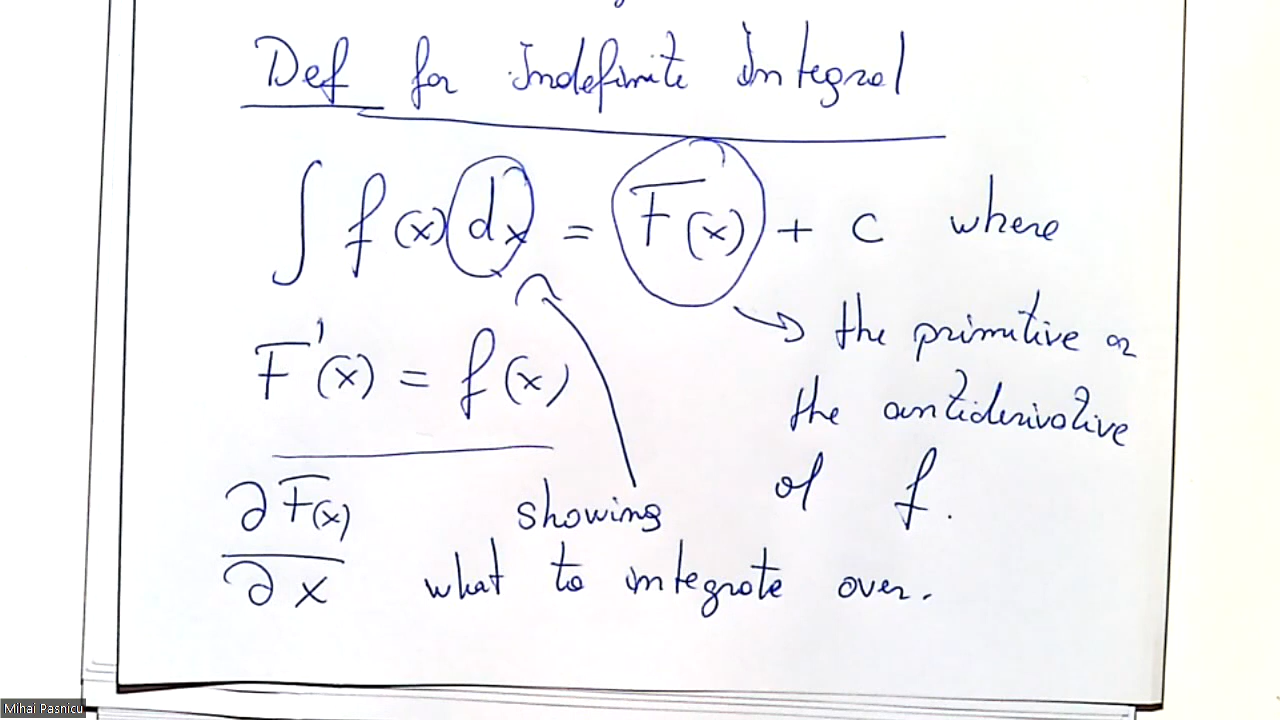 Def for Indefinite Integral
∫ f(x) dx = F(x) + c where
→ the primitive or
F'(x) = f(x)
the antiderivative
of f.
∂F(x)
∂x
showing
what to integrate over.
Mihai Pasnicu